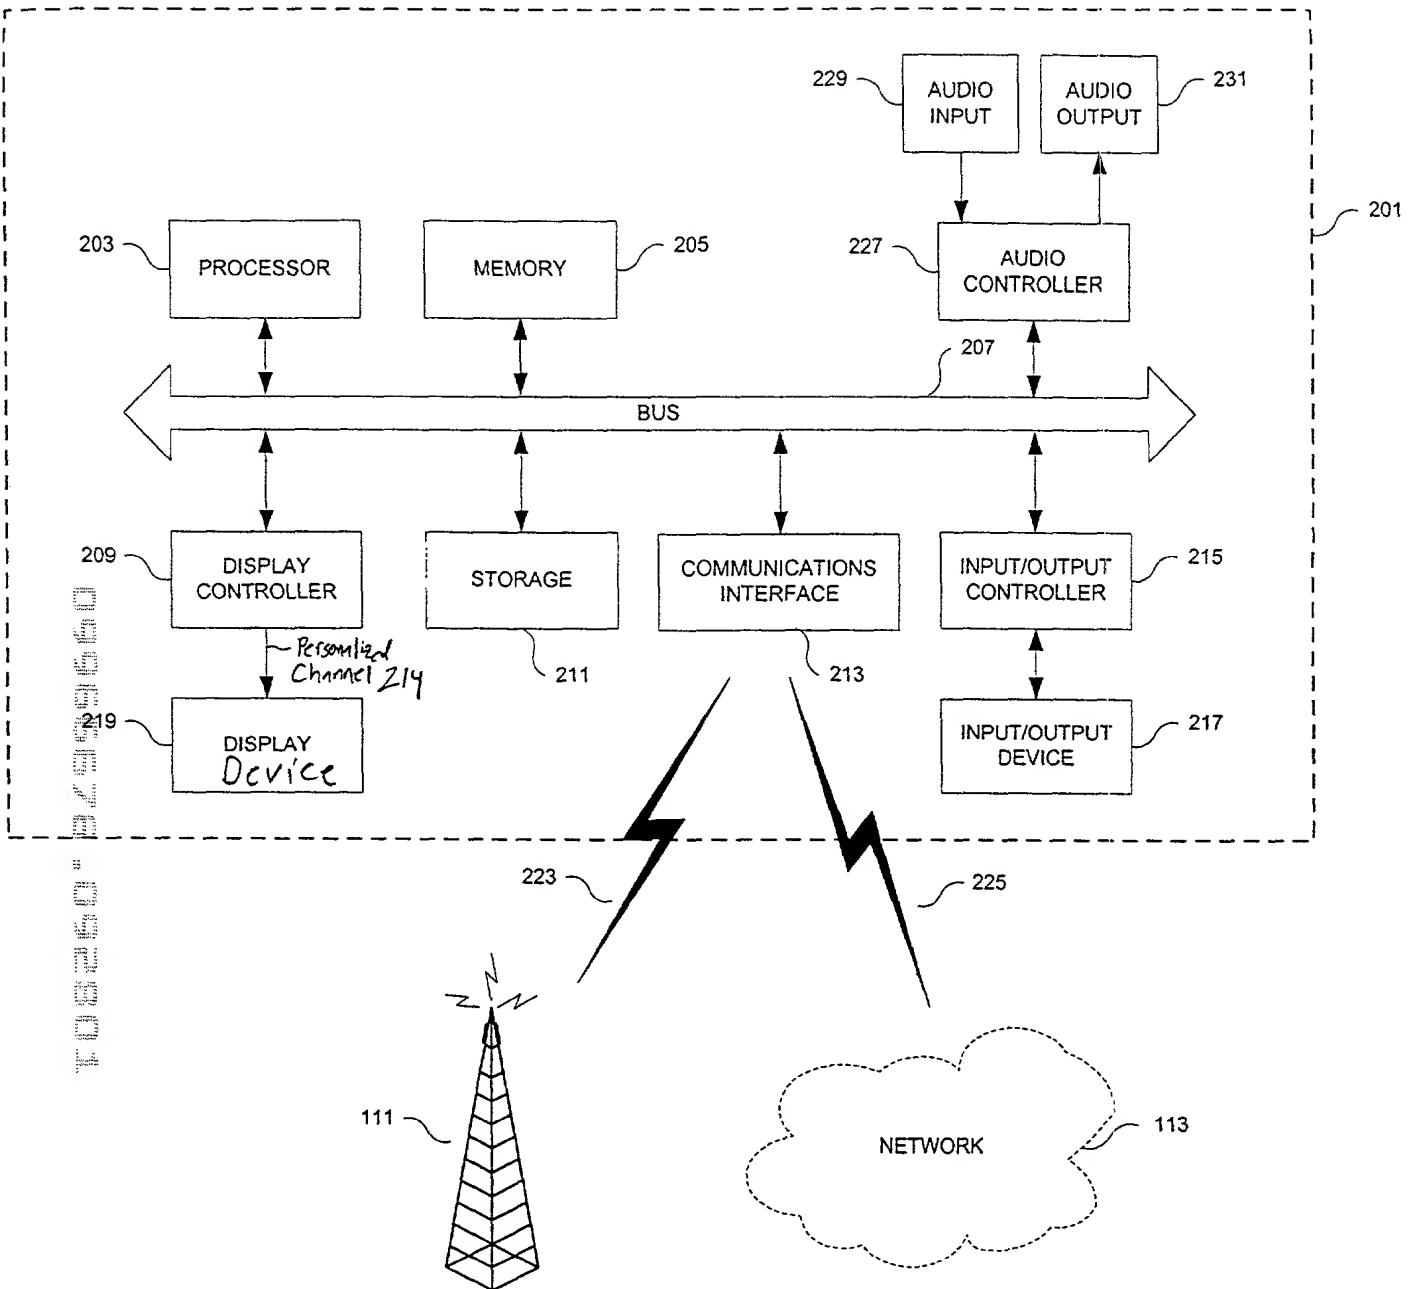 229
AUDIO
INPUT
AUDIO
OUTPUT
231
201
203
PROCESSOR
MEMORY
205
227
AUDIO
CONTROLLER
207
BUS
209
DISPLAY
CONTROLLER
STORAGE
211
COMMUNICATIONS
INTERFACE
213
INPUT/OUTPUT
CONTROLLER
215
Personalized
Channel 214
219
DISPLAY
Device
INPUT/OUTPUT
DEVICE
217
223
225
111
NETWORK
113